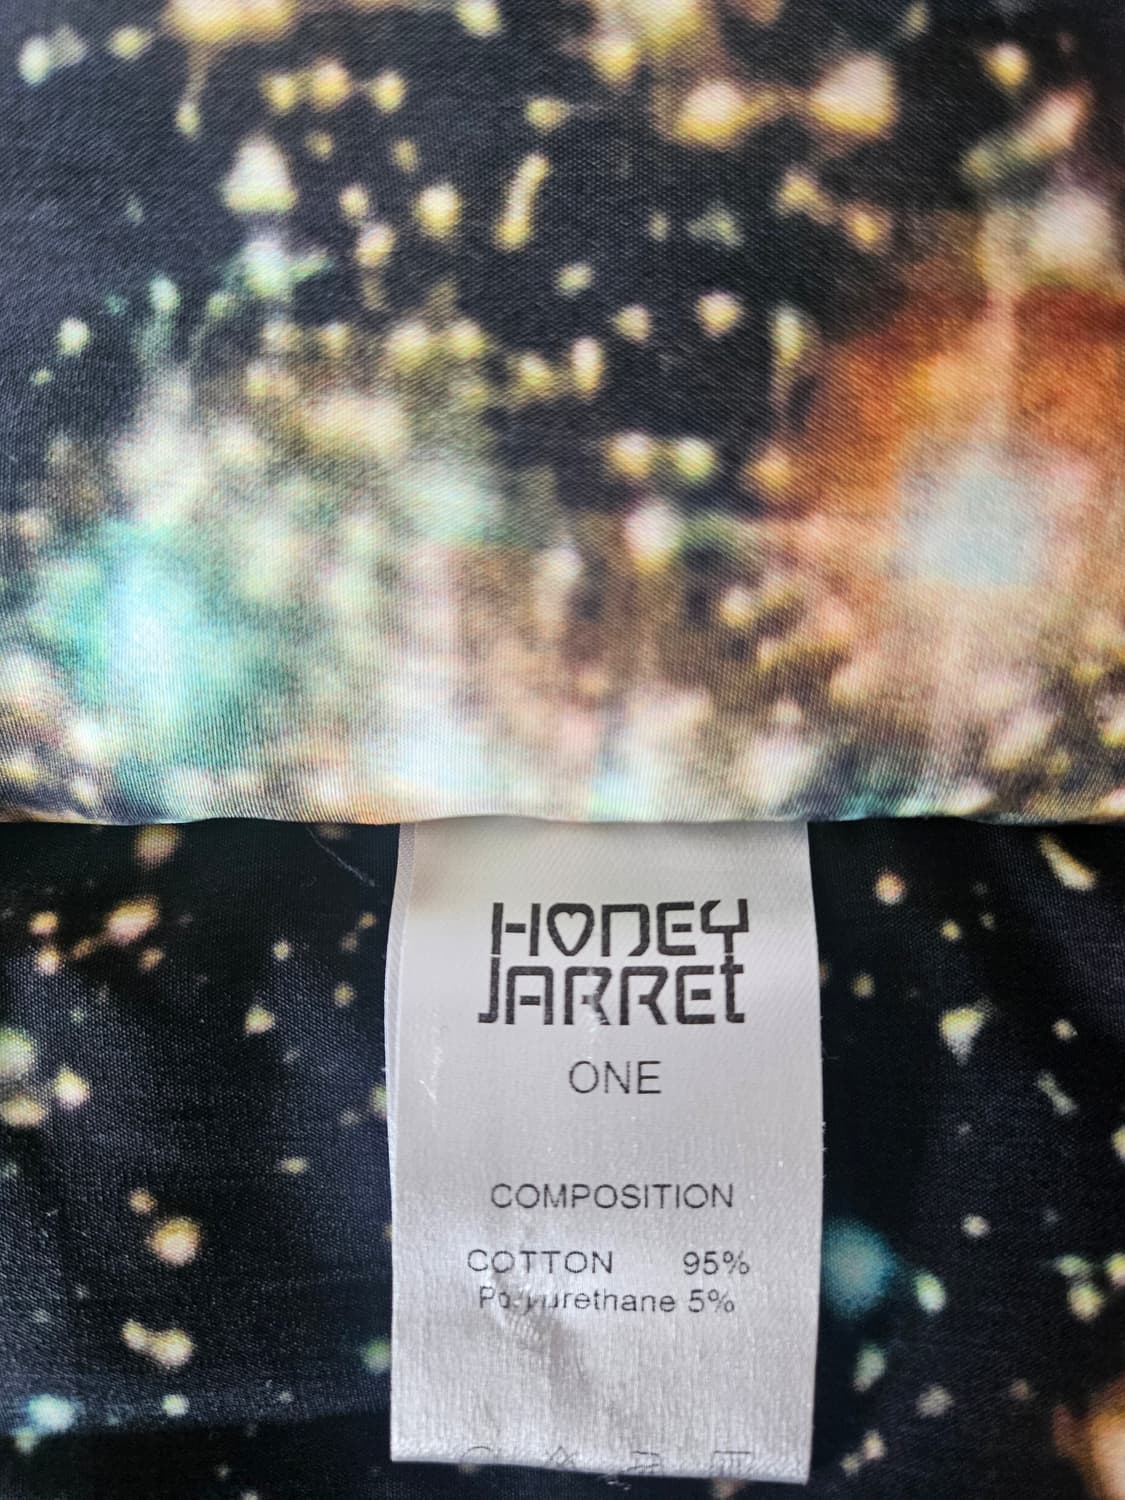 HONEY
JARRET
ONE
COMPOSITION
COTTON 95%
Polyurethane 5%